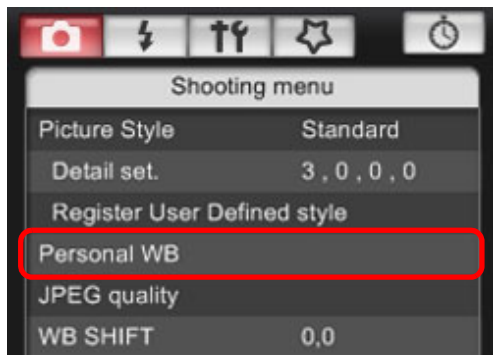 Shooting menu
Picture Style Standard
Detail set. 3 , 0 , 0 , 0
Register User Defined style
Personal WB
JPEG quality
WB SHIFT 0,0